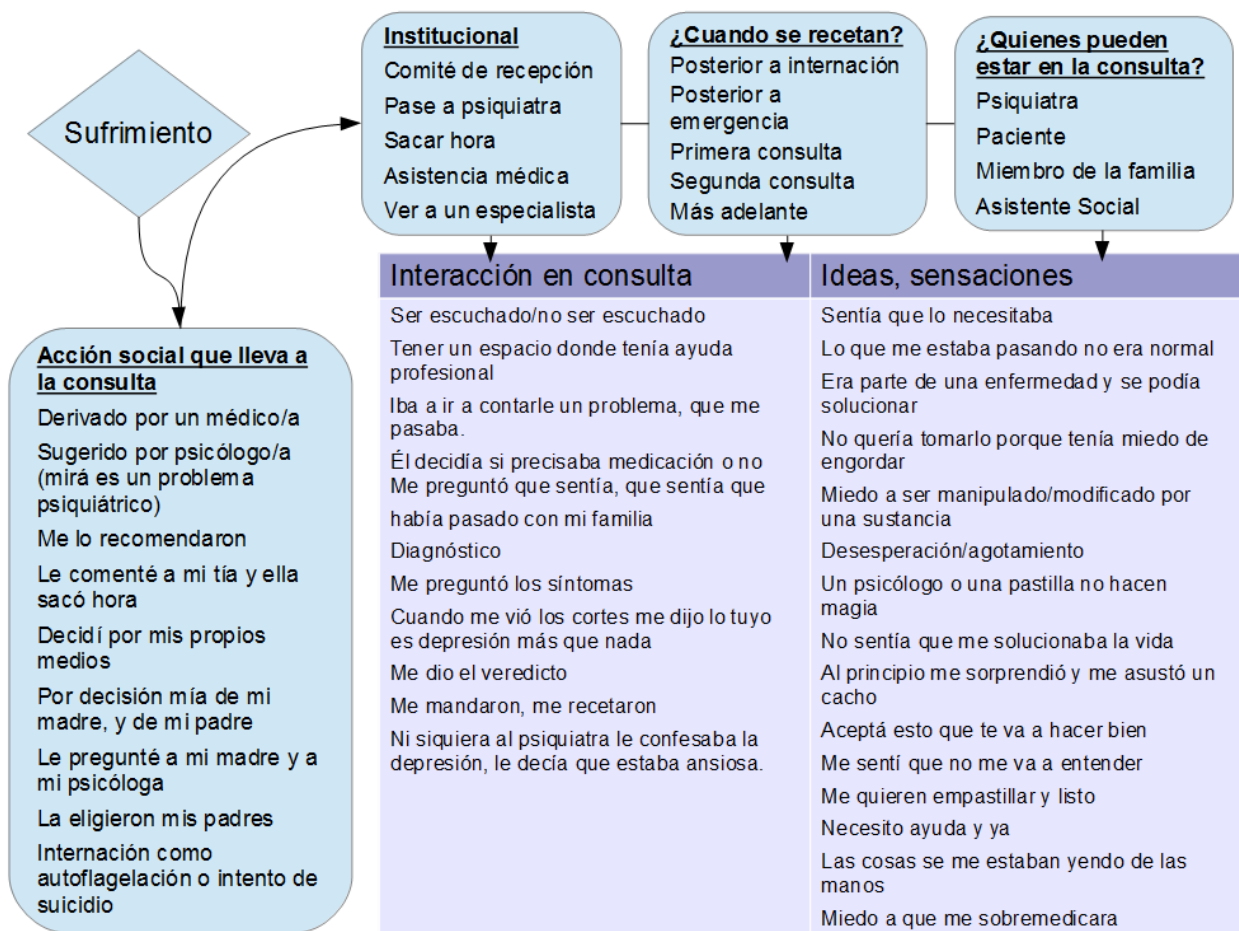 Sufrimiento
Institucional
Comité de recepción
Pase a psiquiatra
Sacar hora
Asistencia médica
Ver a un especialista
¿Cuando se recetan?
Posterior a internación
Posterior a
emergencia
Primera consulta
Segunda consulta
Más adelante
¿Quienes pueden
estar en la consulta?
Psiquiatra
Paciente
Miembro de la familia
Asistente Social
Acción social que lleva a
la consulta
Derivado por un médico/a
Sugerido por psicólogo/a
(mirá es un problema
psiquiátrico)
Me lo recomendaron
Le comenté a mi tía y ella
sacó hora
Decidí por mis propios
medios
Por decisión mía de mi
madre, y de mi padre
Le pregunté a mi madre y a
mi psicóloga
La eligieron mis padres
Internación como
autoflagelación o intento de
suicidio
Interacción en consulta
Ser escuchado/no ser escuchado
Tener un espacio donde tenía ayuda
profesional
Iba a ir a contarle un problema, que me
pasaba.
Él decidía si precisaba medicación o no
Me preguntó que sentía, que sentía que
había pasado con mi familia
Diagnóstico
Me preguntó los síntomas
Cuando me vió los cortes me dijo lo tuyo
es depresión más que nada
Me dio el veredicto
Me mandaron, me recetaron
Ni siquiera al psiquiatra le confesaba la
depresión, le decía que estaba ansiosa.
Ideas, sensaciones
Sentía que lo necesitaba
Lo que me estaba pasando no era normal
Era parte de una enfermedad y se podía
solucionar
No quería tomarlo porque tenía miedo de
engordar
Miedo a ser manipulado/modificado por
una sustancia
Desesperación/agotamiento
Un psicólogo o una pastilla no hacen
magia
No sentía que me solucionaba la vida
Al principio me sorprendió y me asustó un
cacho
Aceptá esto que te va a hacer bien
Me sentí que no me va a entender
Me quieren empastillar y listo
Necesito ayuda y ya
Las cosas se me estaban yendo de las
manos
Miedo a que me sobremedicara